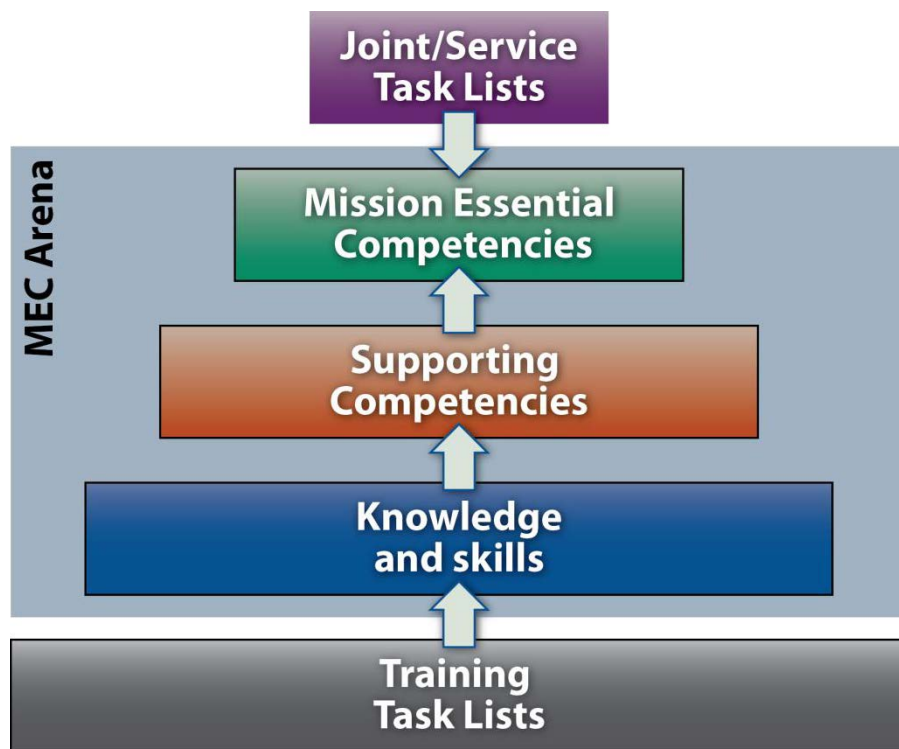 Joint/Service
Task Lists
MEC Arena
Mission Essential
Competencies
Supporting
Competencies
Knowledge
and skills
Training
Task Lists